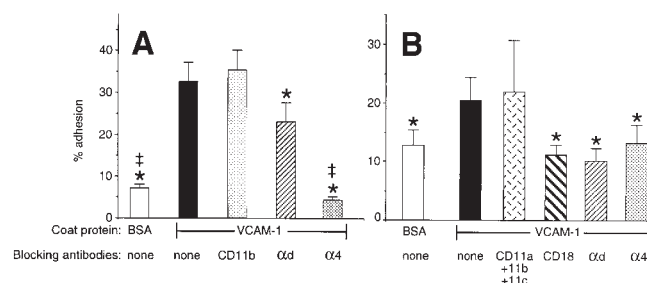 A
B
% adhesion
40
30
20
10
0
30
20
10
0
‡
*
*
‡
*
*
*
*
*
Coat protein: BSA VCAM-1 BSA VCAM-1
Blocking antibodies: none none CD11b αd α4 none none CD11a CD18 αd α4
+11b
+11c